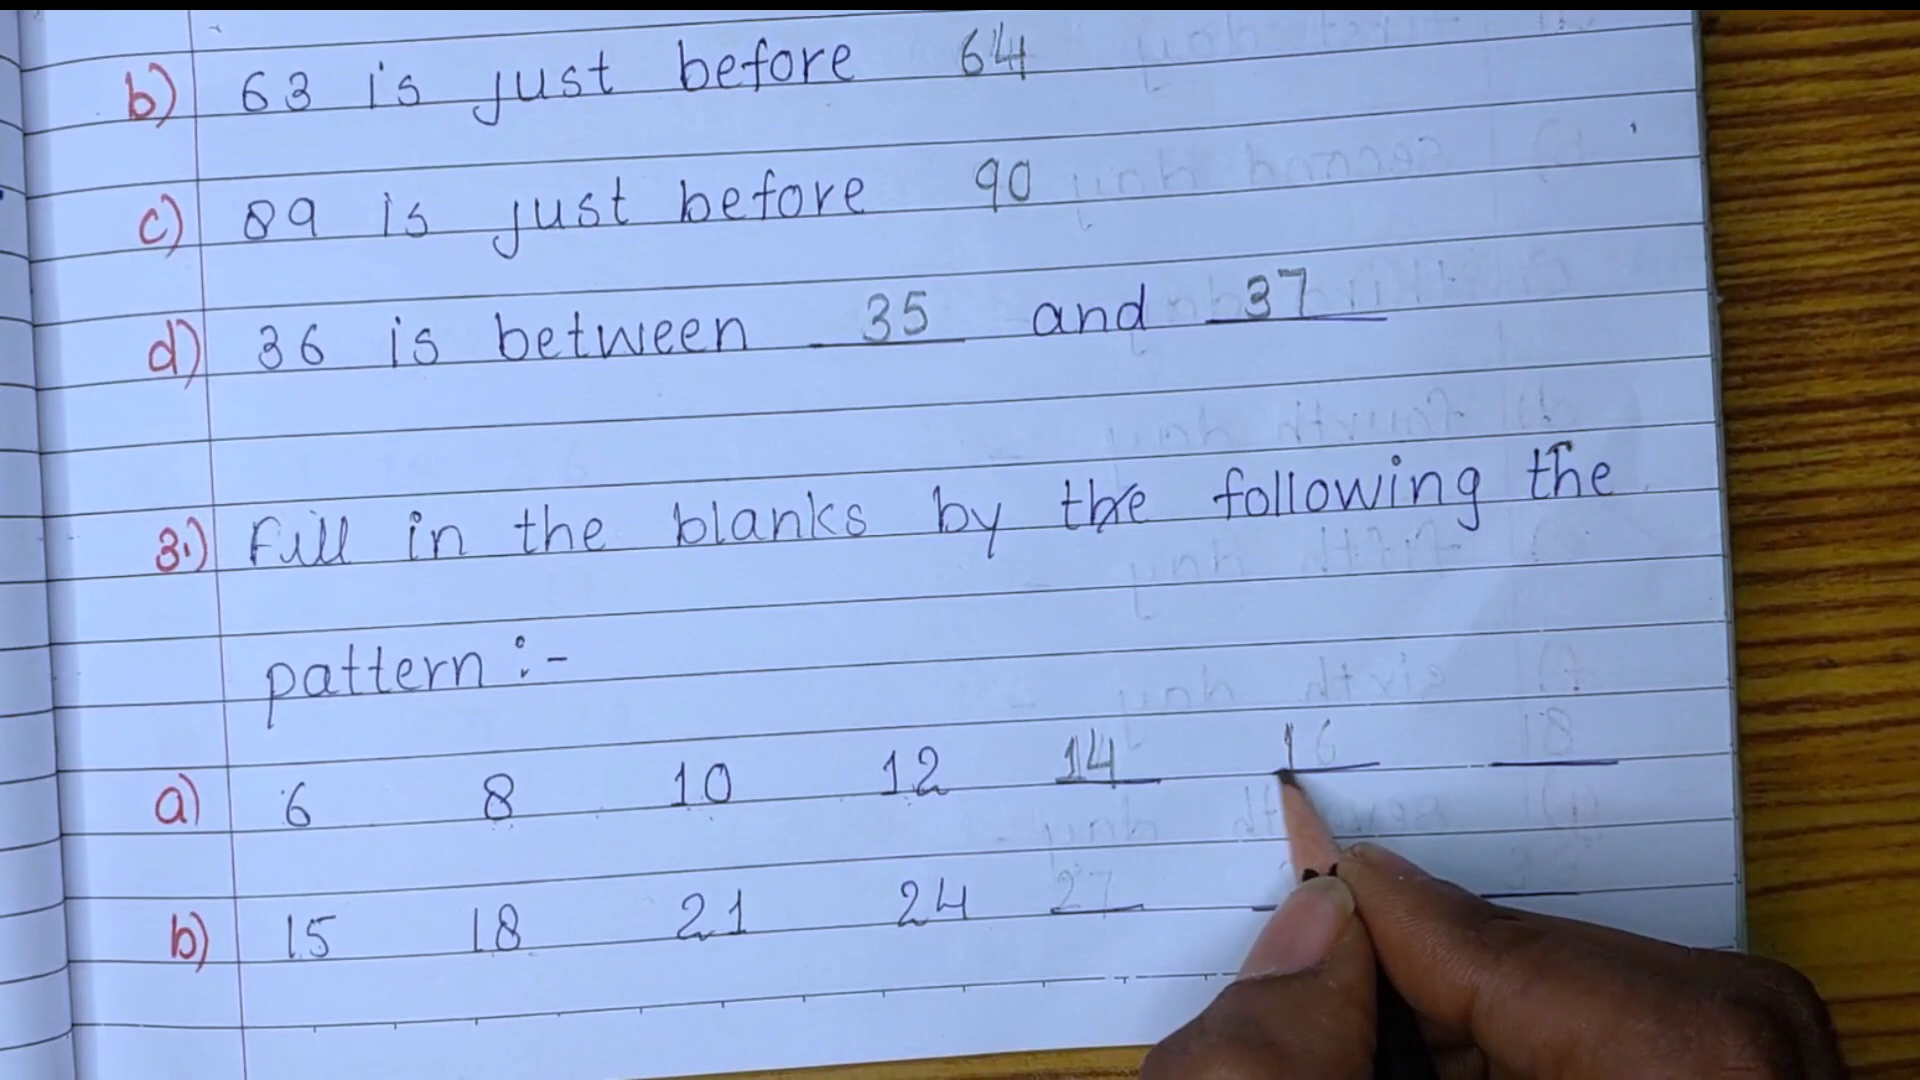 b) 63 is just before 64
c) 89 is just before 90
d) 36 is between 35 and 37
3.) Fill in the blanks by the following the
pattern :-
a) 6 8 10 12 14 16 18
b) 15 18 21 24 27